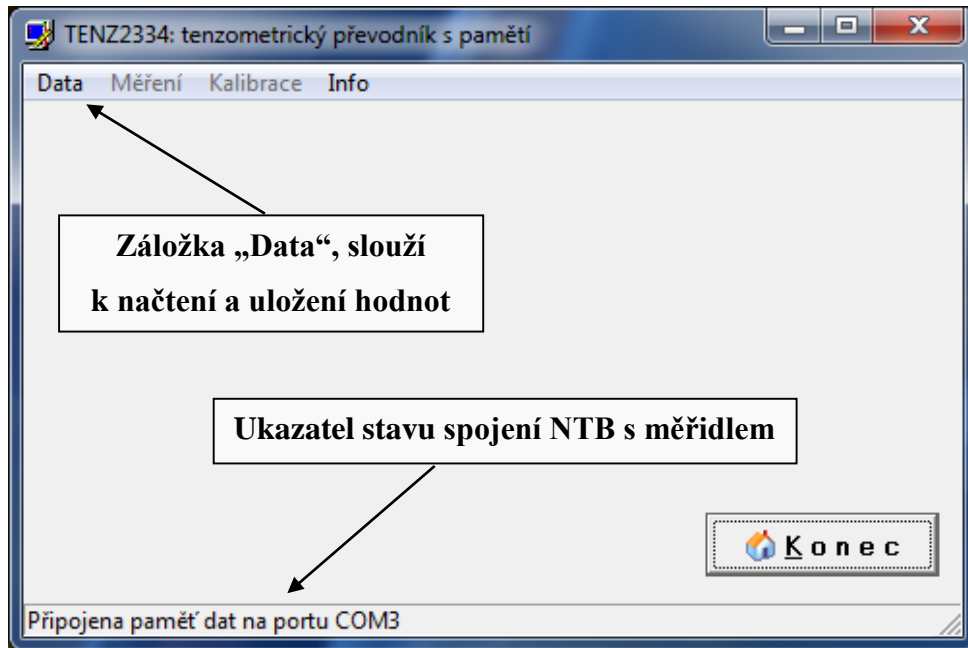 TENZ2334: tenzometrický převodník s pamětí
Data Měření Kalibrace Info
Záložka „Data“, slouží
k načtení a uložení hodnot
Ukazatel stavu spojení NTB s měřidlem
Konec
Připojena paměť dat na portu COM3